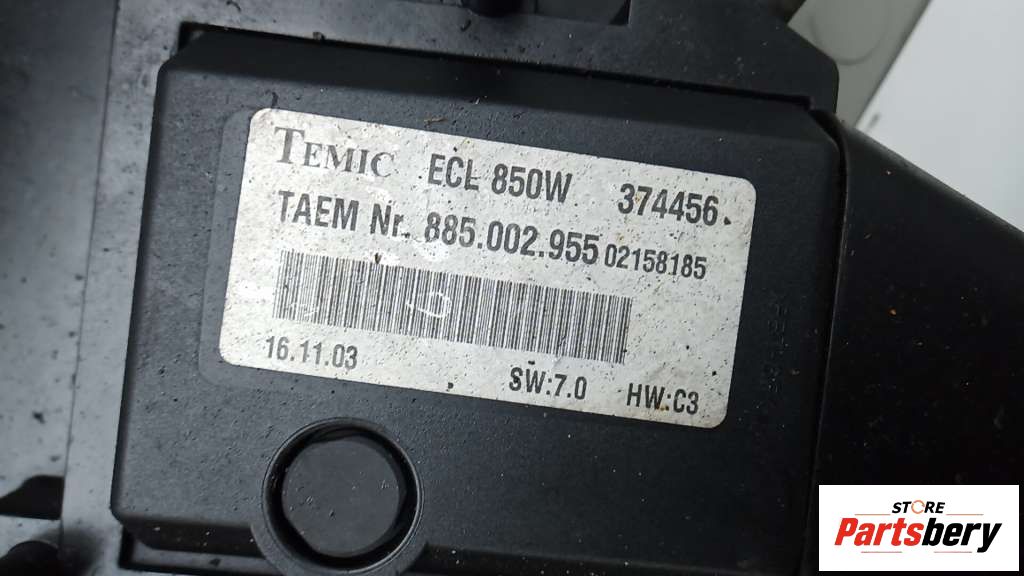 TEMIC ECL 850W 374456
TAEM Nr. 885.002.955 02158185
16.11.03 SW:7.0 HW:C3
STORE
Partsbery